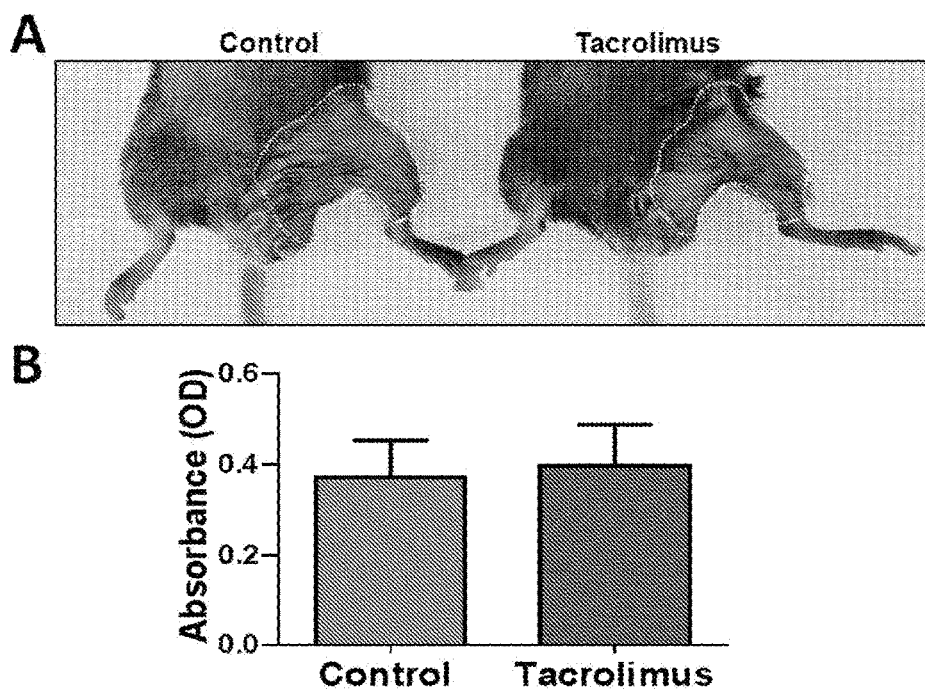 A
Control Tacrolimus
B
Absorbance (OD)
0.6
0.4
0.2
0.0
Control Tacrolimus